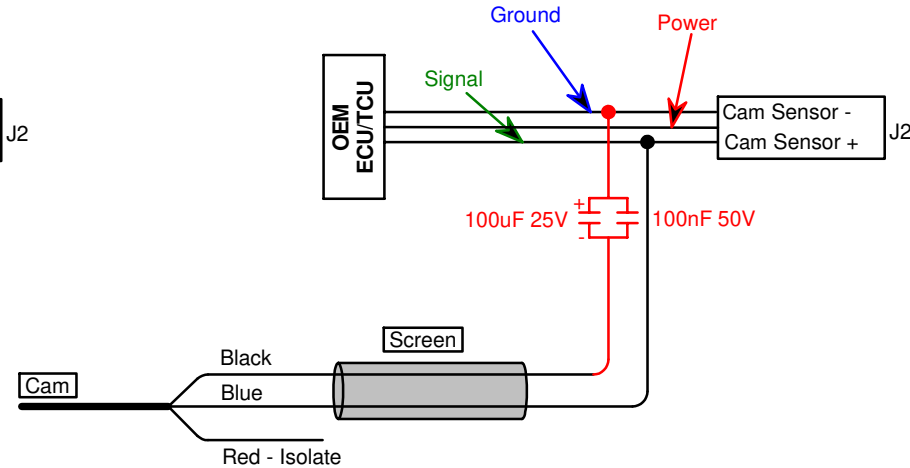 Ground
Power
Signal
J2
OEM
ECU/TCU
Cam Sensor -
Cam Sensor +
J2
+
100uF 25V
100nF 50V
-
Screen
Black
Cam
Blue
Red - Isolate